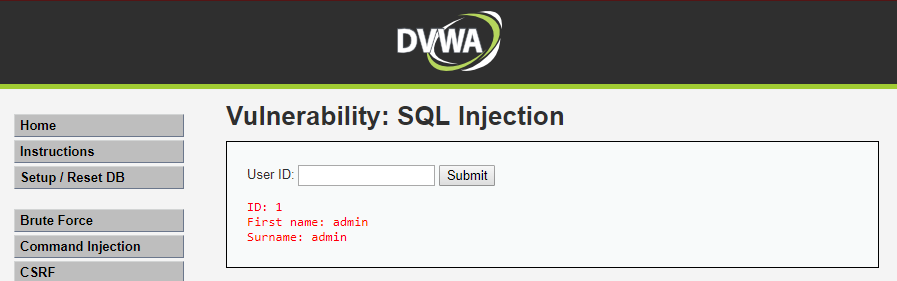 DVWA
Vulnerability: SQL Injection
Home
Instructions
Setup / Reset DB
Brute Force
Command Injection
CSRF
User ID:
Submit
ID: 1
First name: admin
Surname: admin